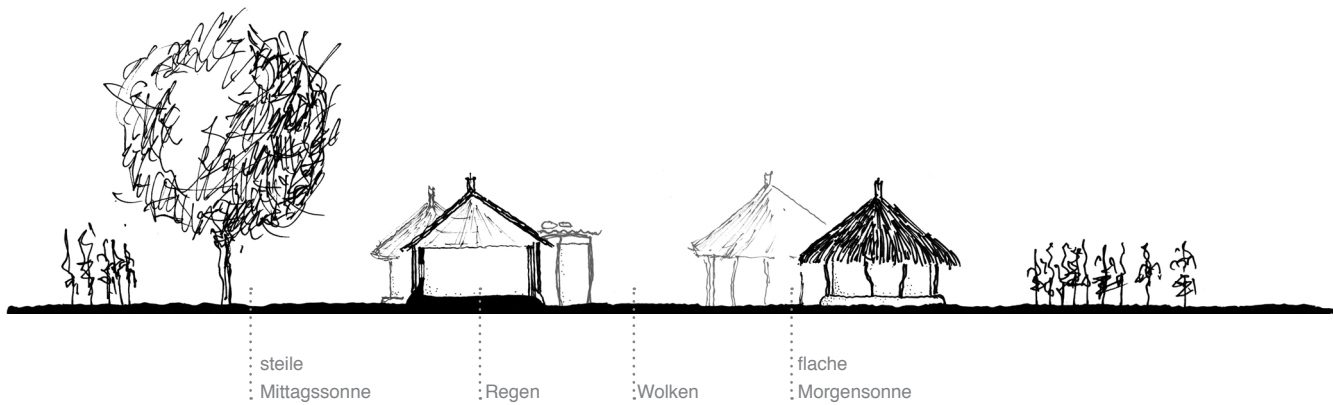 steile
Mittagssonne
Regen
Wolken
flache
Morgensonne